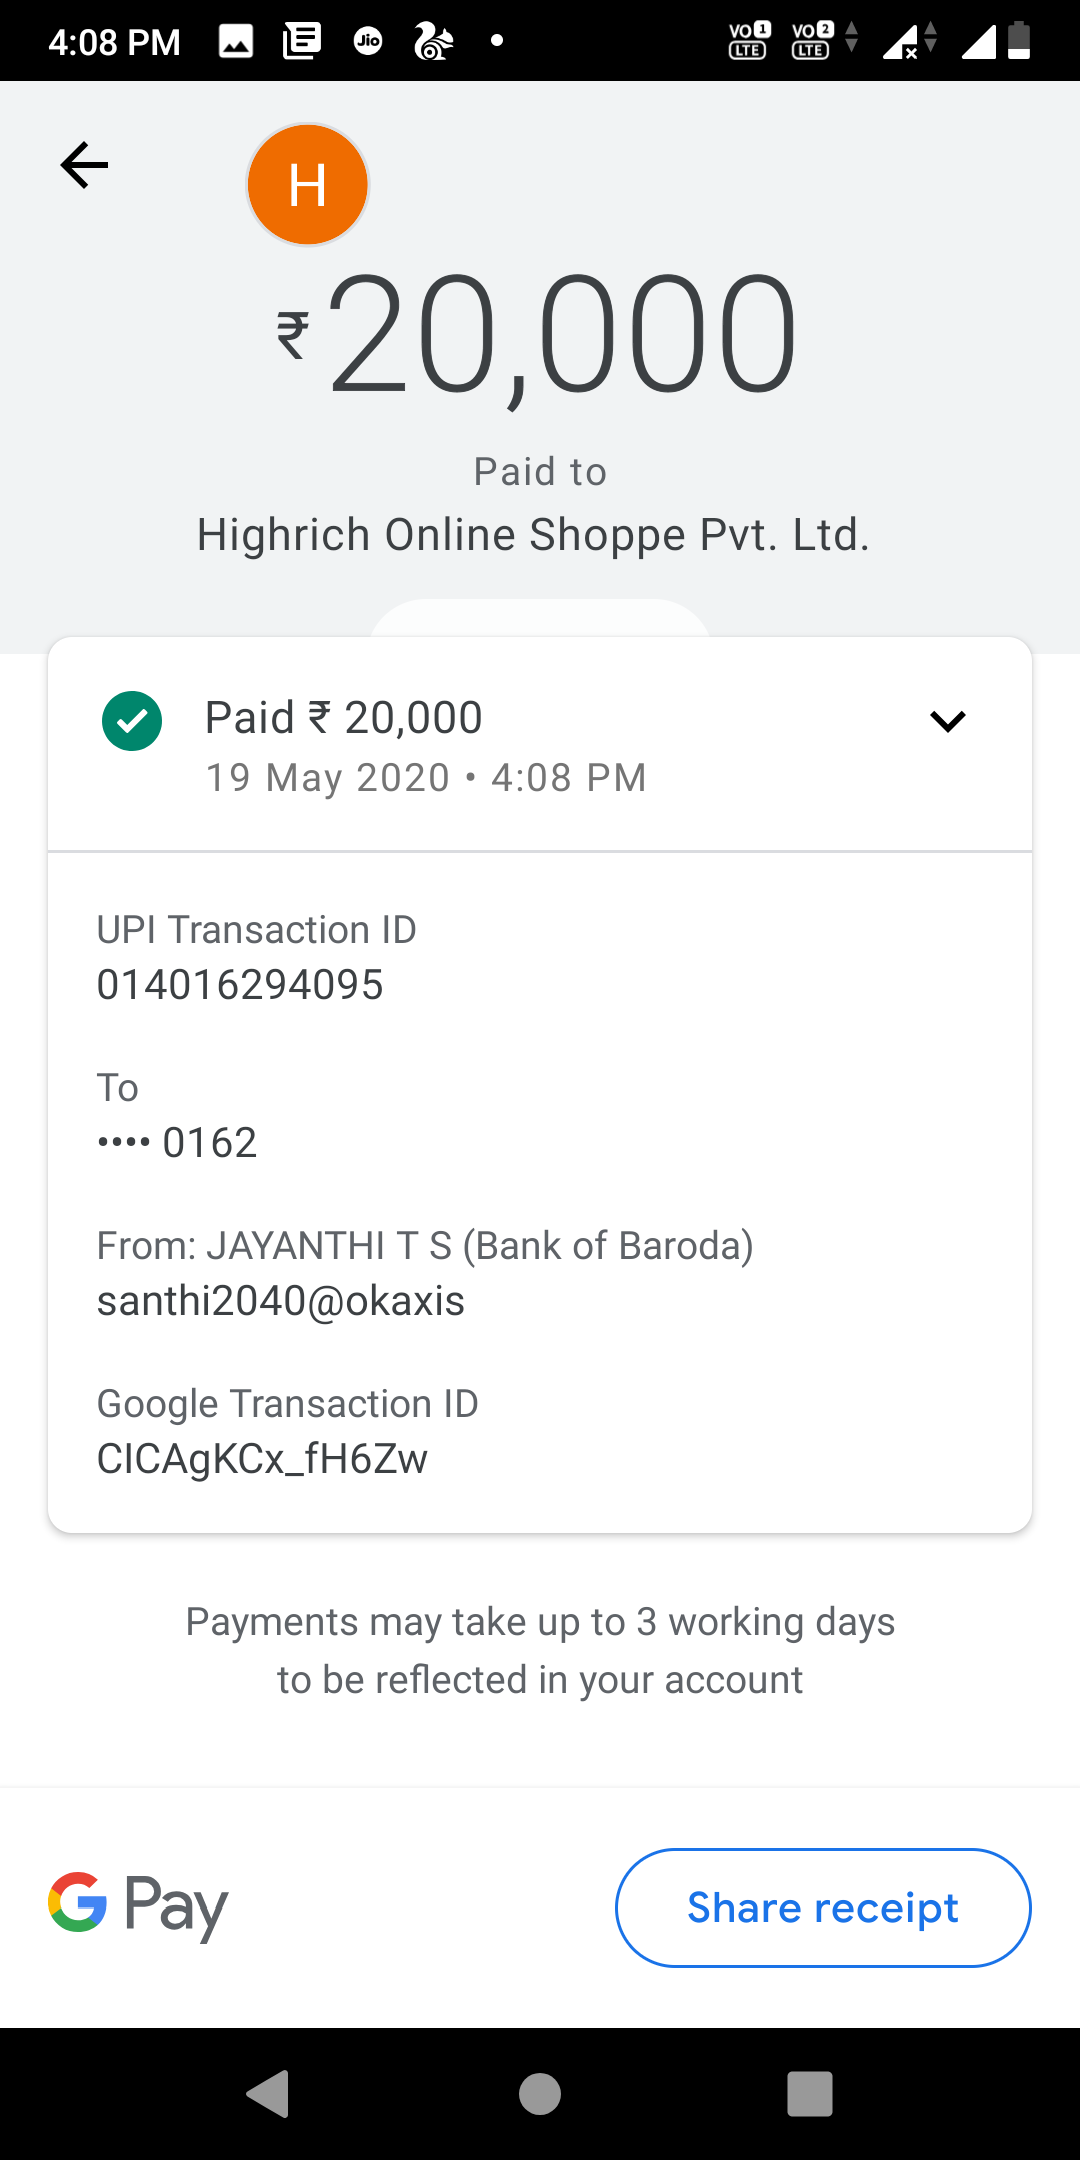 4:08 PM Jio VO 1 LTE VO 2 LTE
H
₹20,000
Paid to
Highrich Online Shoppe Pvt. Ltd.
Paid ₹ 20,000
19 May 2020 • 4:08 PM
UPI Transaction ID
014016294095
To
•••• 0162
From: JAYANTHI T S (Bank of Baroda)
santhi2040@okaxis
Google Transaction ID
CICAgKCx_fH6Zw
Payments may take up to 3 working days
to be reflected in your account
G Pay
Share receipt